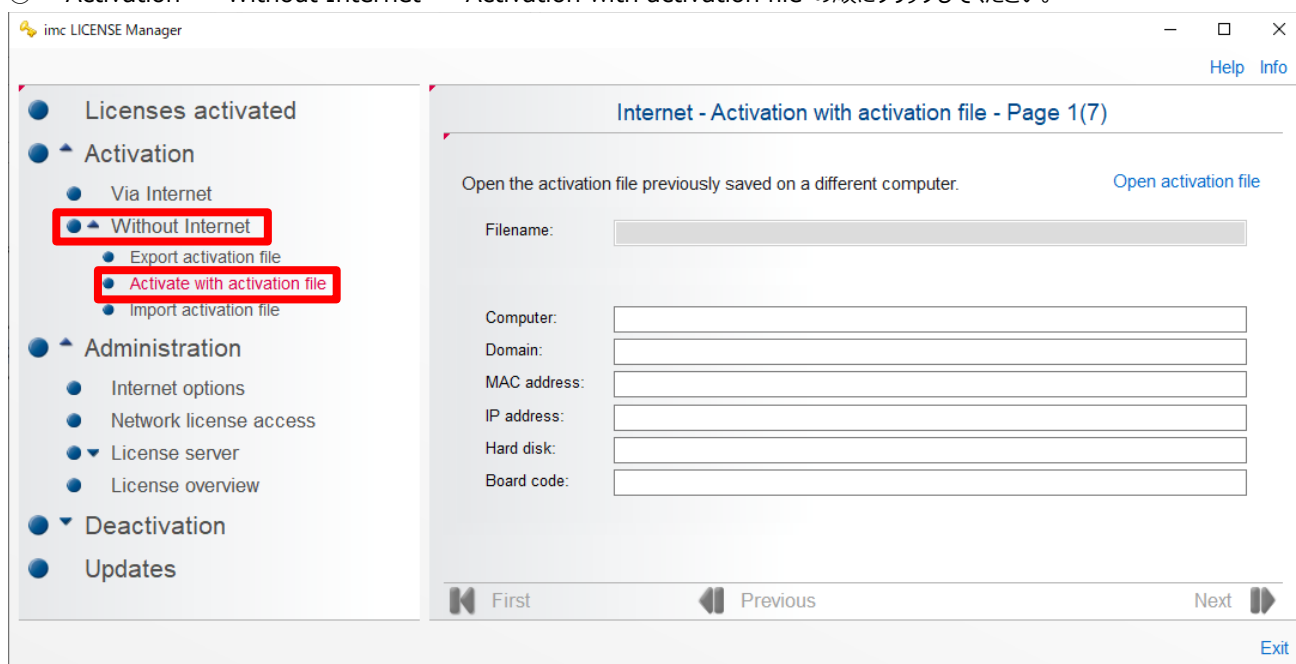 imc LICENSE Manager
Help Info
Licenses activated
Activation
Via Internet
Without Internet
Export activation file
Activate with activation file
Import activation file
Administration
Internet options
Network license access
License server
License overview
Deactivation
Updates
Internet - Activation with activation file - Page 1(7)
Open the activation file previously saved on a different computer.
Open activation file
Filename:
Computer:
Domain:
MAC address:
IP address:
Hard disk:
Board code:
First
Previous
Next
Exit